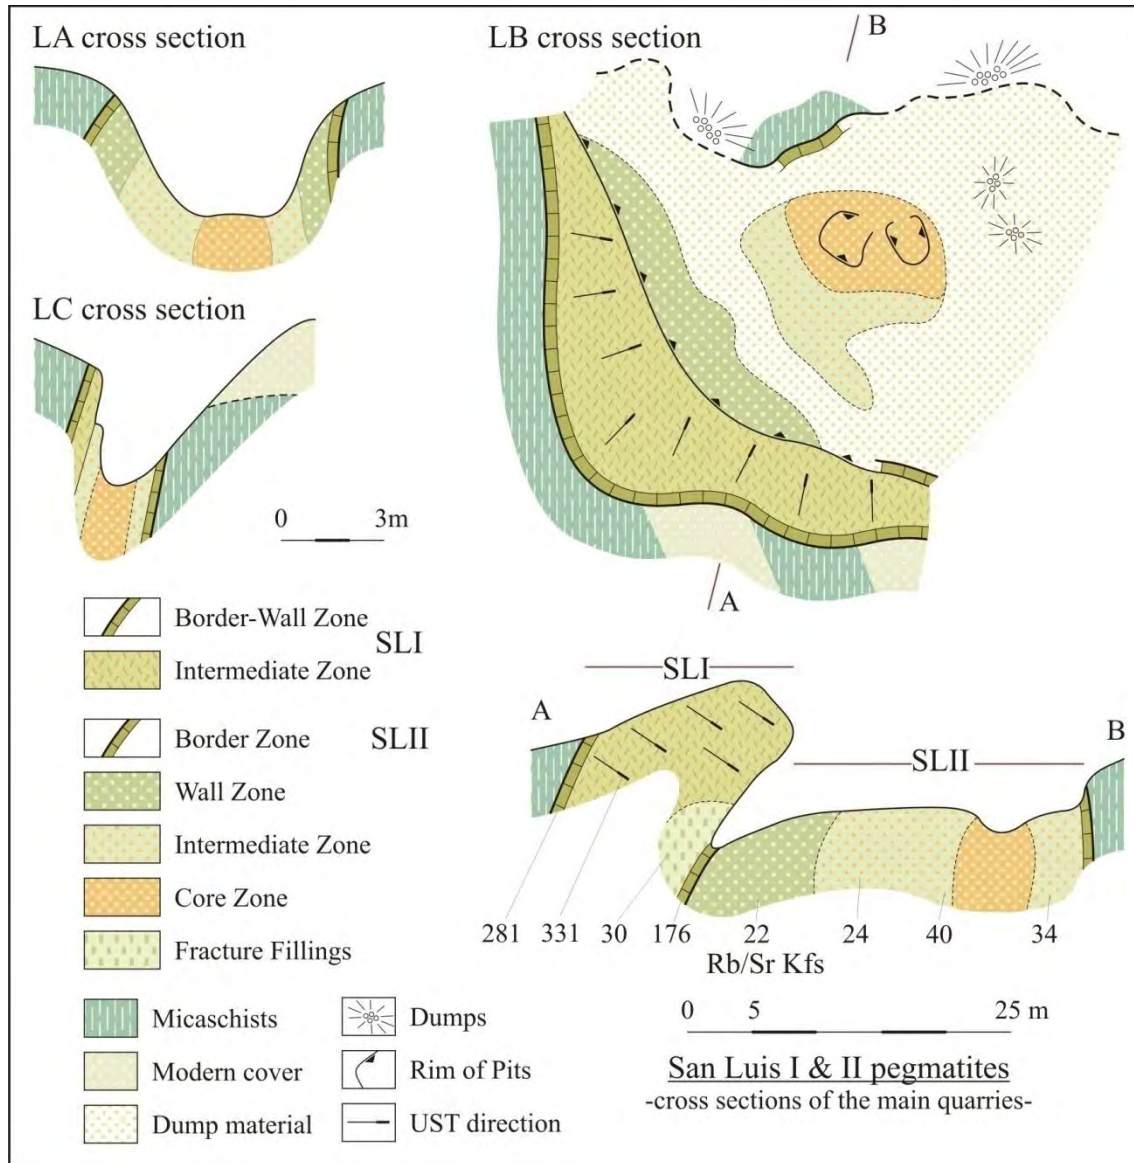 LA cross section
LB cross section
B
LC cross section
0 3m
A
Border-Wall Zone
SLI
Intermediate Zone
Border Zone
SLII
Wall Zone
Intermediate Zone
Core Zone
Fracture Fillings
Micaschists
Modern cover
Dump material
Dumps
Rim of Pits
UST direction
SLI
A
B
SLII
281 331 30 176 22 24 40 34
Rb/Sr Kfs
0 5 25 m
San Luis I & II pegmatites
-cross sections of the main quarries-